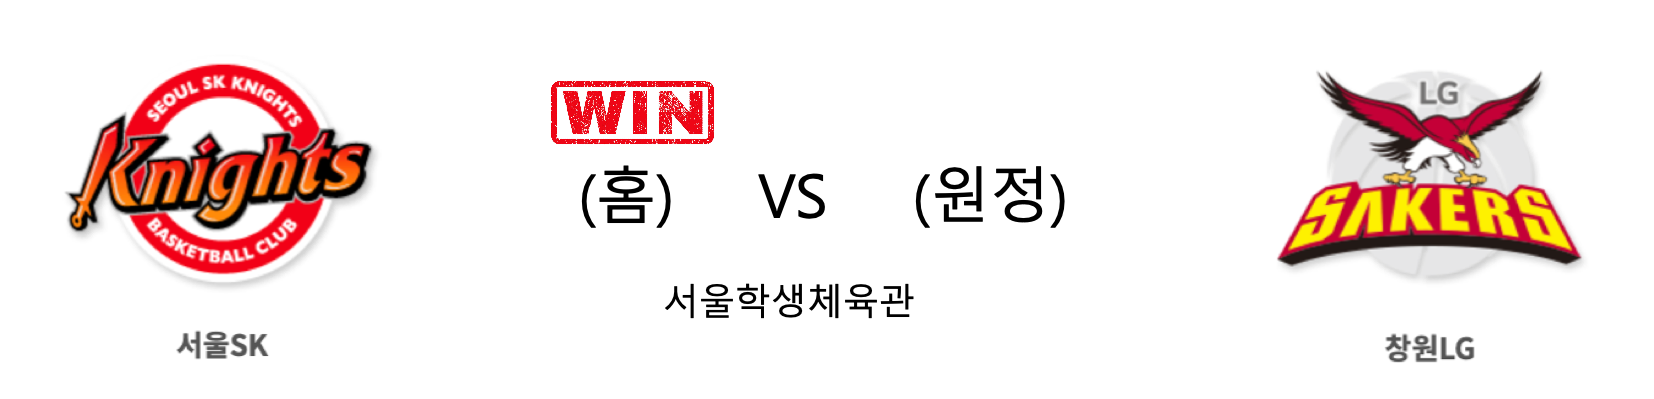 SEOUL SK KNIGHTS
Knights
BASKETBALL CLUB
서울SK
WIN
(홈) VS (원정)
서울학생체육관
LG
SAKERS
창원LG